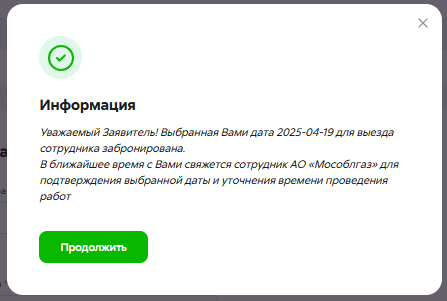 Информация
Уважаемый Заявитель! Выбранная Вами дата 2025-04-19 для выезда
сотрудника забронирована.
В ближайшее время с Вами свяжется сотрудник АО «Мособлгаз» для
подтверждения выбранной даты и уточнения времени проведения
работ
Продолжить